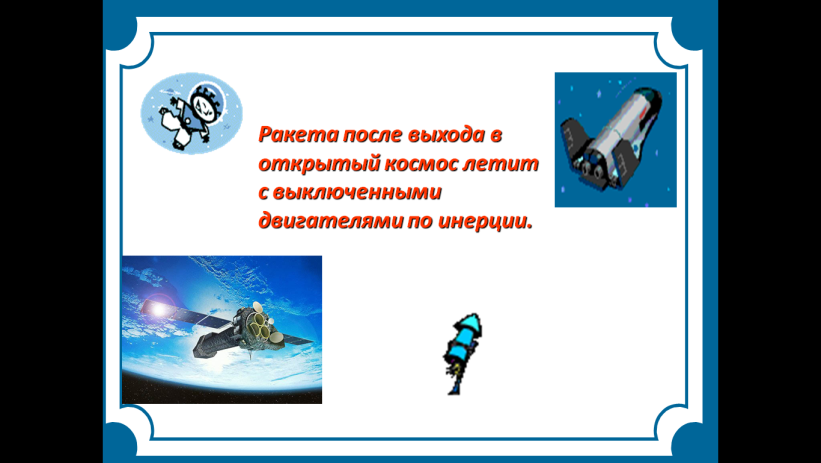 Ракета после выхода в
открытый космос летит
с выключенными
двигателями по инерции.